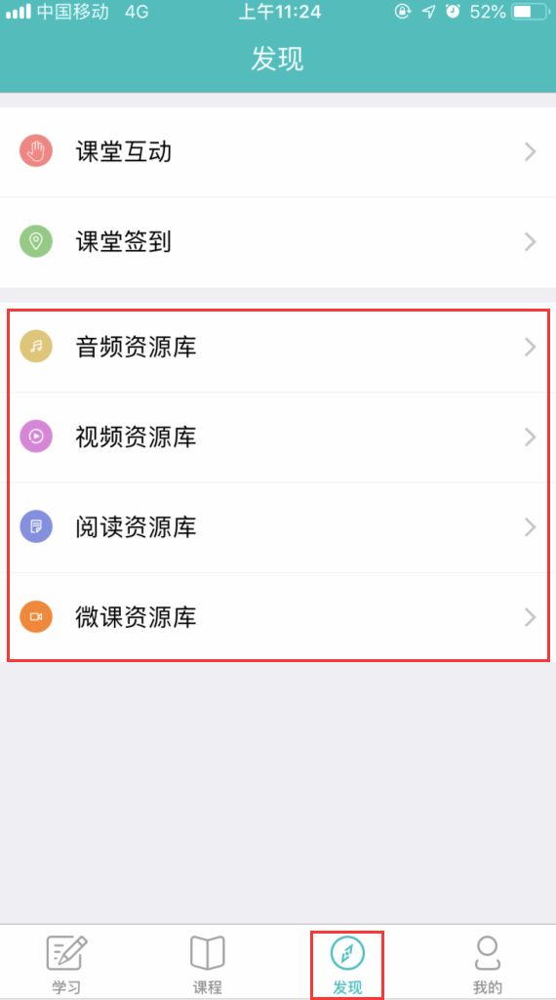 中国移动 4G 上午11:24 52%
发现
课堂互动
课堂签到
音频资源库
视频资源库
阅读资源库
微课资源库
学习 课程 发现 我的